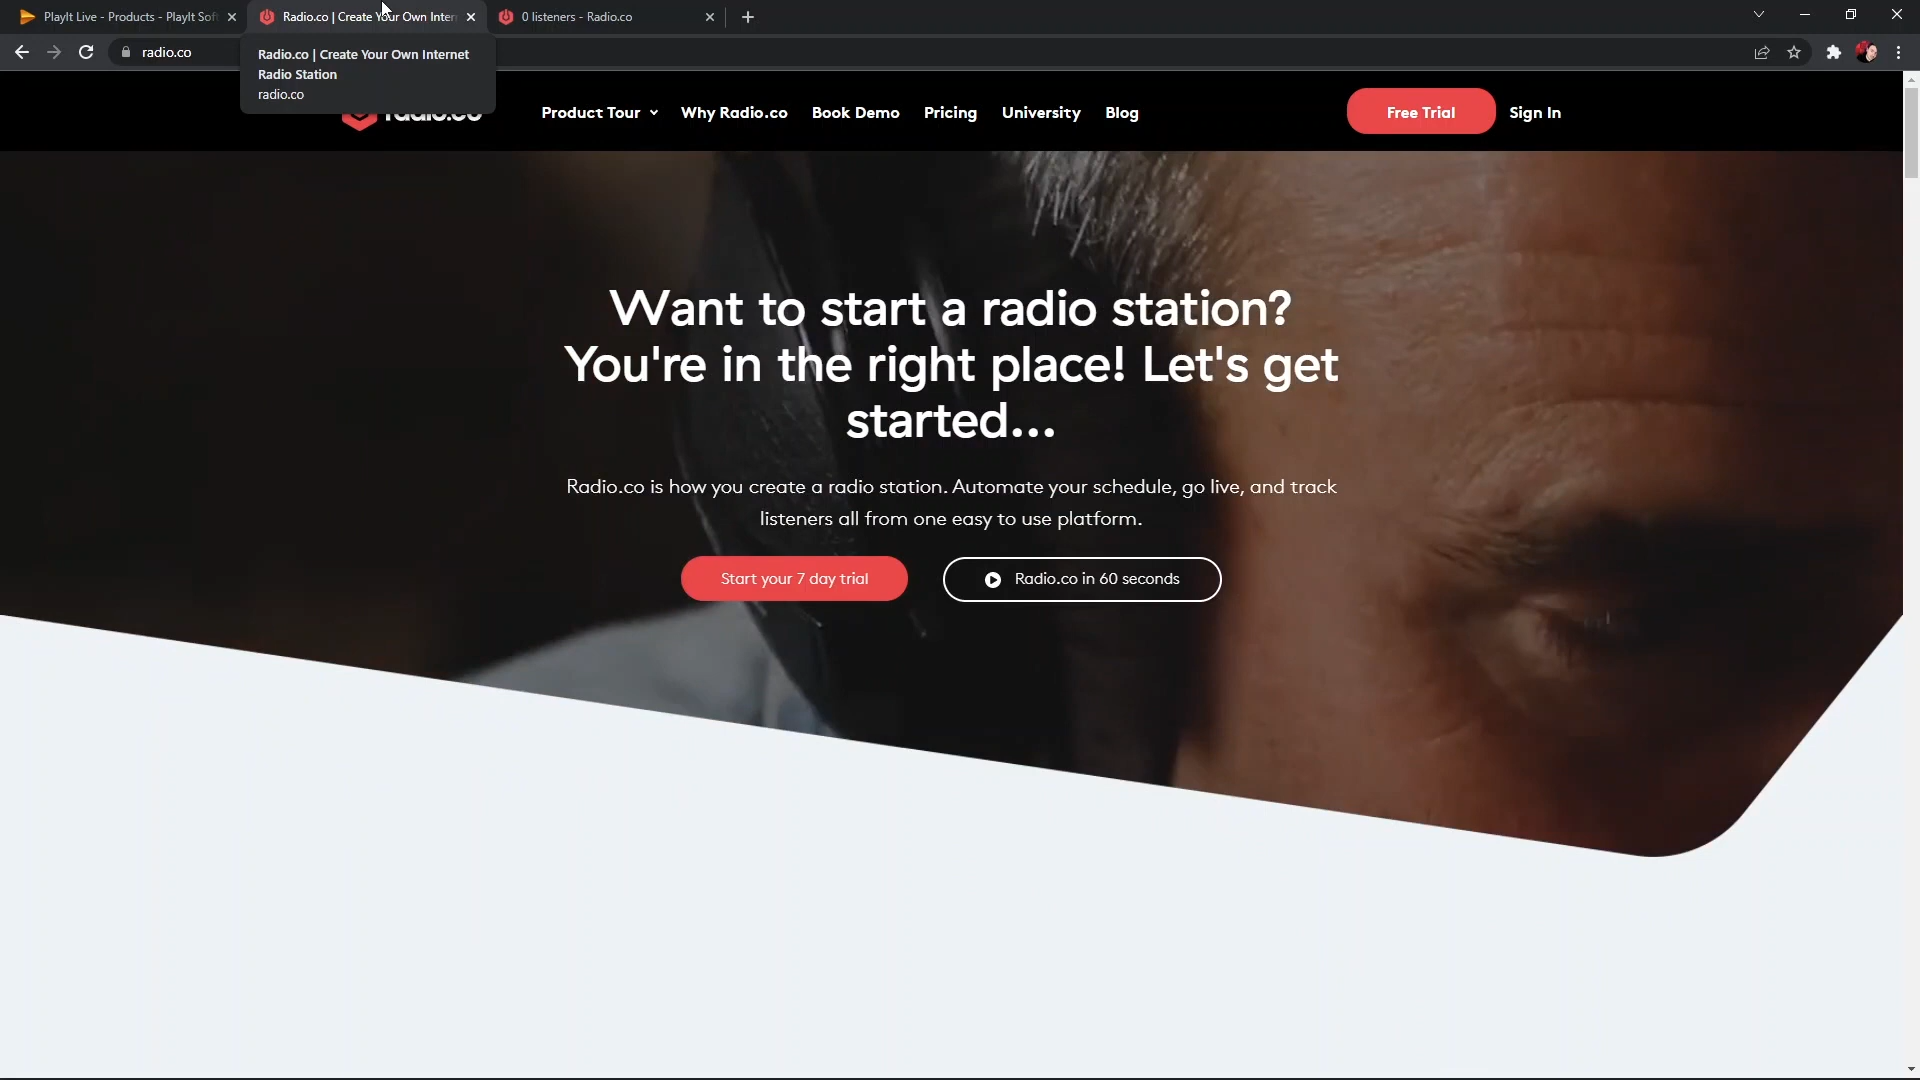 PlayIt Live - Products - PlayIt Sof
Radio.co | Create Your Own Inter
0 listeners - Radio.co
radio.co
Radio.co | Create Your Own Internet
Radio Station
radio.co
radio.co
Product Tour
Why Radio.co
Book Demo
Pricing
University
Blog
Free Trial
Sign In
Want to start a radio station?
You're in the right place! Let's get
started...
Radio.co is how you create a radio station. Automate your schedule, go live, and track
listeners all from one easy to use platform.
Start your 7 day trial
Radio.co in 60 seconds